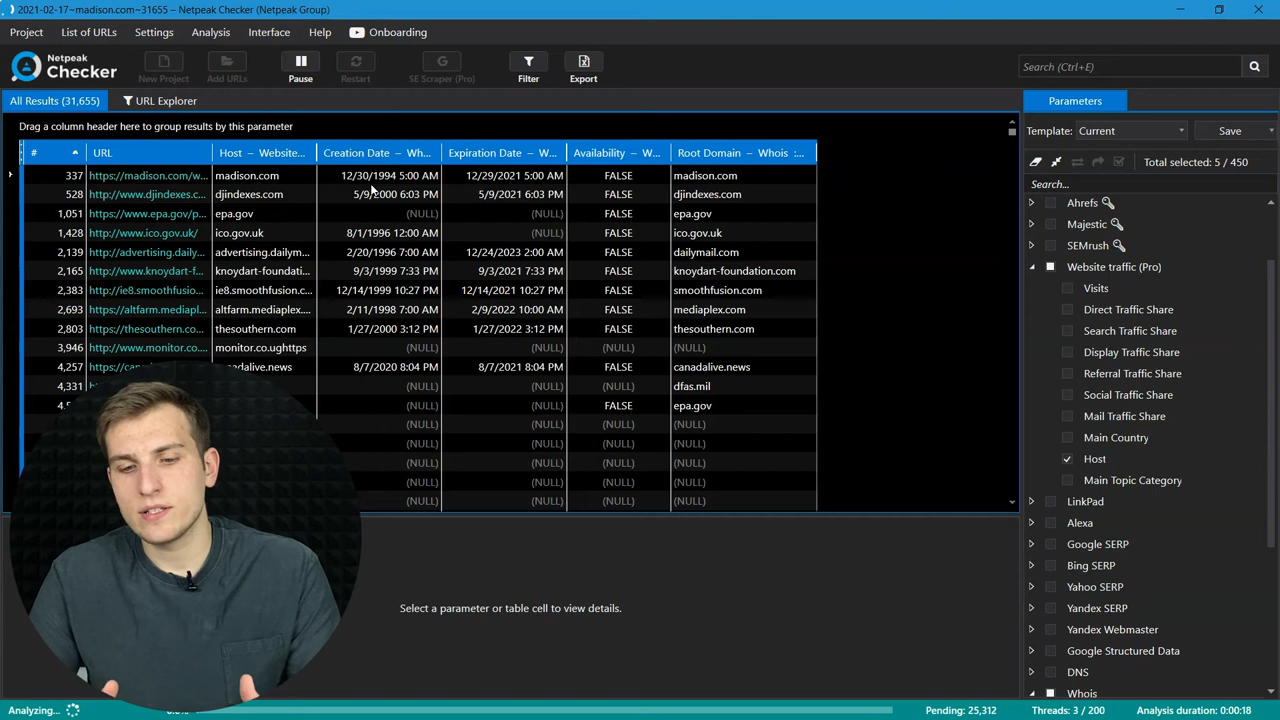 2021-02-17~madison.com~31655 – Netpeak Checker (Netpeak Group)
Project List of URLs Settings Analysis Interface Help Onboarding
Netpeak Checker
New Project Add URLs Pause Restart SE Scraper (Pro) Filter Export Search (Ctrl+E)
All Results (31,655) URL Explorer
Drag a column header here to group results by this parameter
# URL Host – Website... Creation Date – Wh... Expiration Date – W... Availability – W... Root Domain – Whois :...
337 https://madison.com/w... madison.com 12/30/1994 5:00 AM 12/29/2021 5:00 AM FALSE madison.com
528 http://www.djindexes.c... djindexes.com 5/9/2000 6:03 PM 5/9/2021 6:03 PM FALSE djindexes.com
1,051 http://www.epa.gov/p... epa.gov (NULL) (NULL) FALSE epa.gov
1,428 http://www.ico.gov.uk/ ico.gov.uk 8/1/1996 12:00 AM (NULL) FALSE ico.gov.uk
2,139 http://advertising.daily... advertising.dailym... 2/20/1996 7:00 AM 12/24/2023 2:00 AM FALSE dailymail.com
2,165 http://www.knoydart-f... knoydart-foundati... 9/3/1999 7:33 PM 9/3/2021 7:33 PM FALSE knoydart-foundation.com
2,383 http://ie8.smoothfusio... ie8.smoothfusion.c... 12/14/1999 10:27 PM 12/14/2021 10:27 PM FALSE smoothfusion.com
2,693 https://altfarm.mediapl... altfarm.mediaplex.... 2/11/1998 7:00 AM 2/9/2022 10:00 AM FALSE mediaplex.com
2,803 https://thesouthern.co... thesouthern.com 1/27/2000 3:12 PM 1/27/2022 3:12 PM FALSE thesouthern.com
3,946 http://www.monitor.co... monitor.co.ughttps (NULL) (NULL) (NULL) (NULL)
4,257 8/7/2020 8:04 PM 8/7/2021 8:04 PM FALSE canadalive.news
4,331 (NULL) (NULL) (NULL) dfas.mil
(NULL) (NULL) FALSE epa.gov
(NULL) (NULL) (NULL) (NULL)
(NULL) (NULL) (NULL) (NULL)
(NULL) (NULL) (NULL) (NULL)
(NULL) (NULL) (NULL) (NULL)
(NULL) (NULL) (NULL)
Select a parameter or table cell to view details.
Parameters
Template: Current Save
Total selected: 5 / 450
Search...
Ahrefs
Majestic
SEMrush
Website traffic (Pro)
Visits
Direct Traffic Share
Search Traffic Share
Display Traffic Share
Referral Traffic Share
Social Traffic Share
Mail Traffic Share
Main Country
Host
Main Topic Category
LinkPad
Alexa
Google SERP
Bing SERP
Yahoo SERP
Yandex SERP
Yandex Webmaster
Google Structured Data
DNS
Whois
Analyzing... Pending: 25,312 Threads: 3 / 200 Analysis duration: 0:00:18